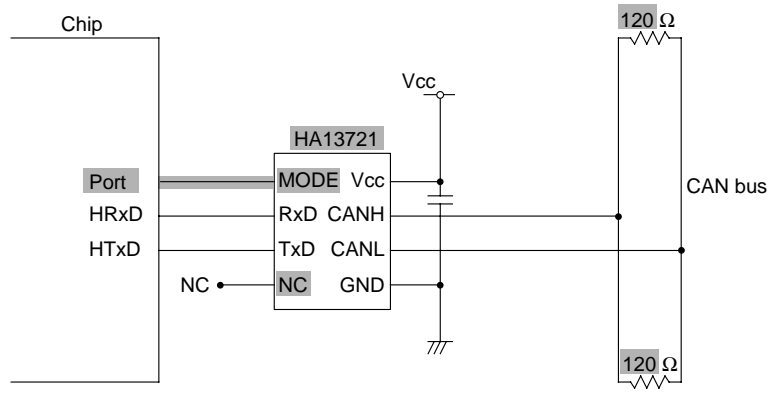 Chip
120 Ω
Vcc
HA13721
Port
MODE Vcc
CAN bus
HRxD
RxD CANH
HTxD
TxD CANL
NC
NC GND
120 Ω